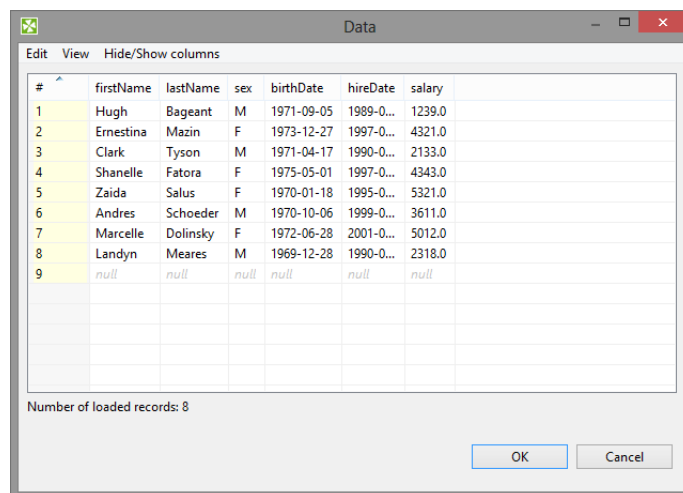 Data
Edit View Hide/Show columns
# firstName lastName sex birthDate hireDate salary
1 Hugh Bageant M 1971-09-05 1989-0... 1239.0
2 Ernestina Mazin F 1973-12-27 1997-0... 4321.0
3 Clark Tyson M 1971-04-17 1990-0... 2133.0
4 Shanelle Fatora F 1975-05-01 1997-0... 4343.0
5 Zaida Salus F 1970-01-18 1995-0... 5321.0
6 Andres Schoeder M 1970-10-06 1999-0... 3611.0
7 Marcelle Dolinsky F 1972-06-28 2001-0... 5012.0
8 Landyn Meares M 1969-12-28 1990-0... 2318.0
9 null null null null null null
Number of loaded records: 8
OK Cancel